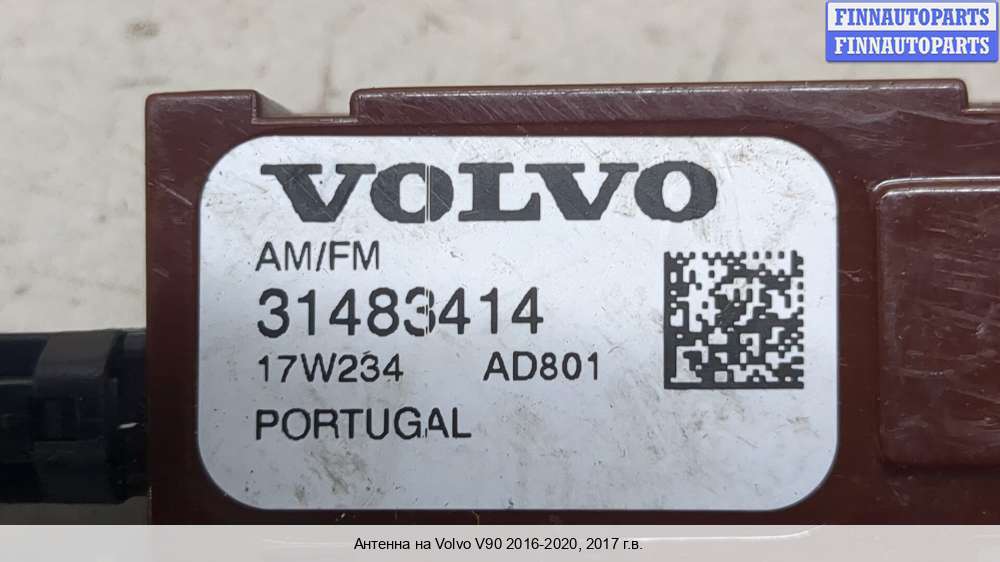 FINNAUTOPARTS
FINNAUTOPARTS
VOLVO
AM/FM
31483414
17W234 AD801
PORTUGAL
Антенна на Volvo V90 2016-2020, 2017 г.в.